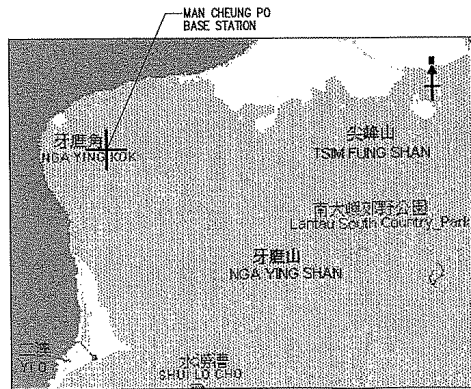 MAN CHEUNG PO
BASE STATION
牙鷹角
NGA YING KOK
尖峰山
TSIM FUNG SHAN
南大嶼郊野公園
Lantau South Country Park
牙鷹山
NGA YING SHAN
二澳
YI O
水澇漕
SHUI LO CHO